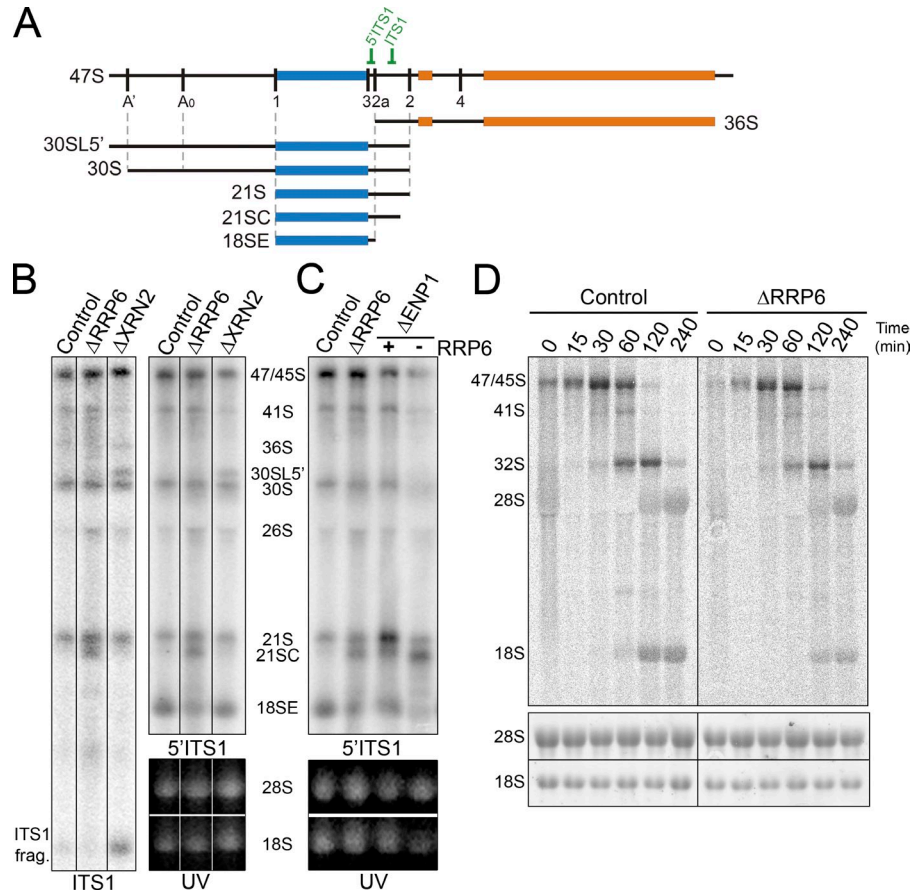 A
5'ITS1
ITS1
47S
A' A0 1 32a 2 4
36S
30SL5'
30S
21S
21SC
18SE
B
Control
ΔRRP6
ΔXRN2
Control
ΔRRP6
ΔXRN2
47/45S
41S
36S
30SL5'
30S
26S
21S
21SC
18SE
5'ITS1
28S
18S
ITS1
frag.
ITS1
UV
C
Control
ΔRRP6
ΔENP1
+ - RRP6
5'ITS1
UV
D
Control ΔRRP6
0 15 30 60 120 240 0 15 30 60 120 240 Time
(min)
47/45S
41S
32S
28S
18S
28S
18S